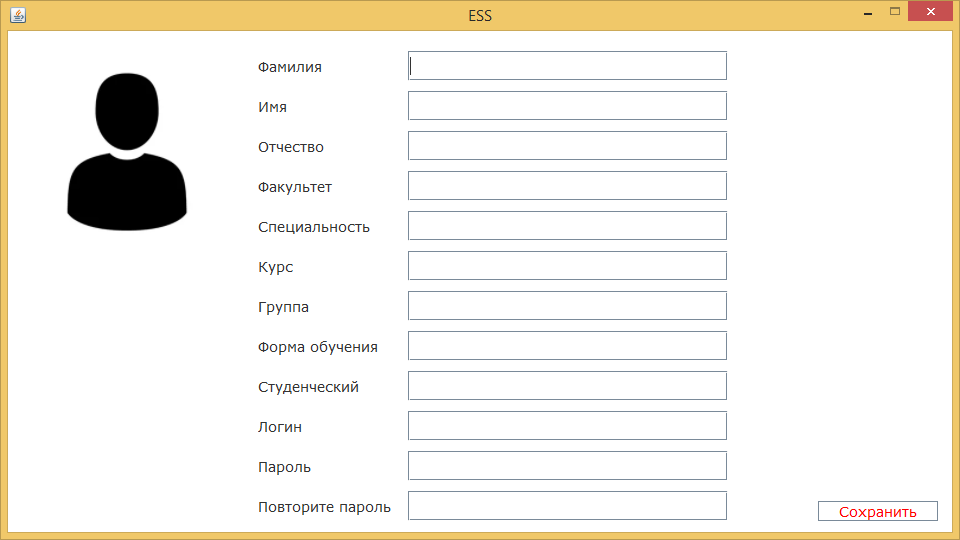 ESS
Фамилия
Имя
Отчество
Факультет
Специальность
Курс
Группа
Форма обучения
Студенческий
Логин
Пароль
Повторите пароль
Сохранить